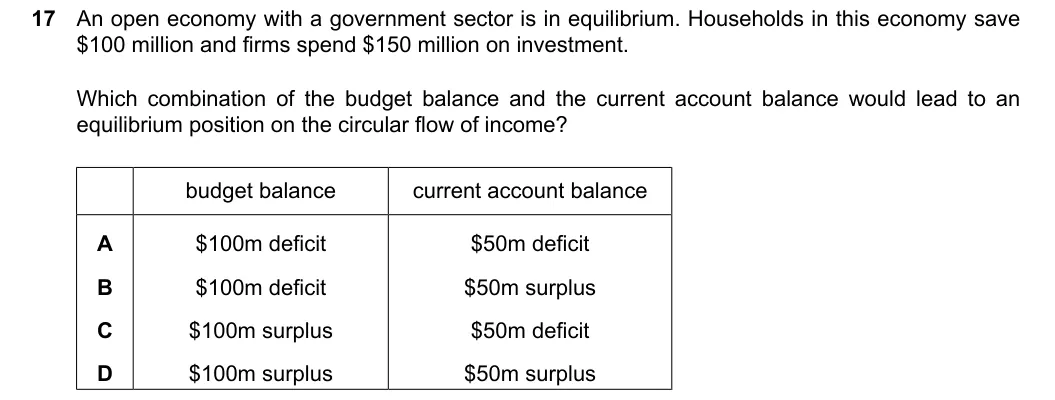 17 An open economy with a government sector is in equilibrium. Households in this economy save
$100 million and firms spend $150 million on investment.
Which combination of the budget balance and the current account balance would lead to an
equilibrium position on the circular flow of income?
budget balance current account balance
A $100m deficit $50m deficit
B $100m deficit $50m surplus
C $100m surplus $50m deficit
D $100m surplus $50m surplus